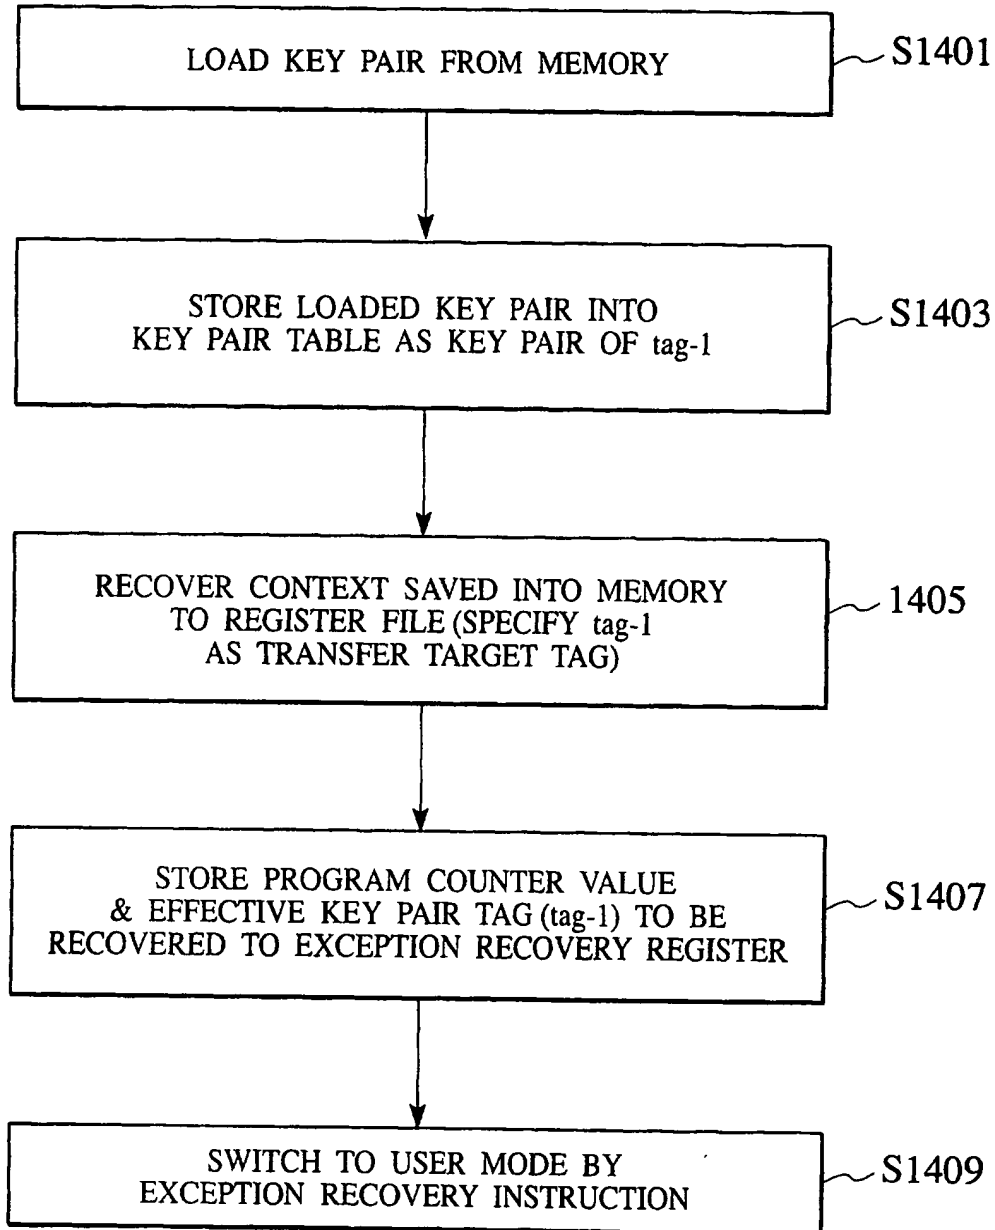 LOAD KEY PAIR FROM MEMORY
S1401
STORE LOADED KEY PAIR INTO
KEY PAIR TABLE AS KEY PAIR OF tag-1
S1403
RECOVER CONTEXT SAVED INTO MEMORY
TO REGISTER FILE (SPECIFY tag-1
AS TRANSFER TARGET TAG)
1405
STORE PROGRAM COUNTER VALUE
& EFFECTIVE KEY PAIR TAG (tag-1) TO BE
RECOVERED TO EXCEPTION RECOVERY REGISTER
S1407
SWITCH TO USER MODE BY
EXCEPTION RECOVERY INSTRUCTION
S1409